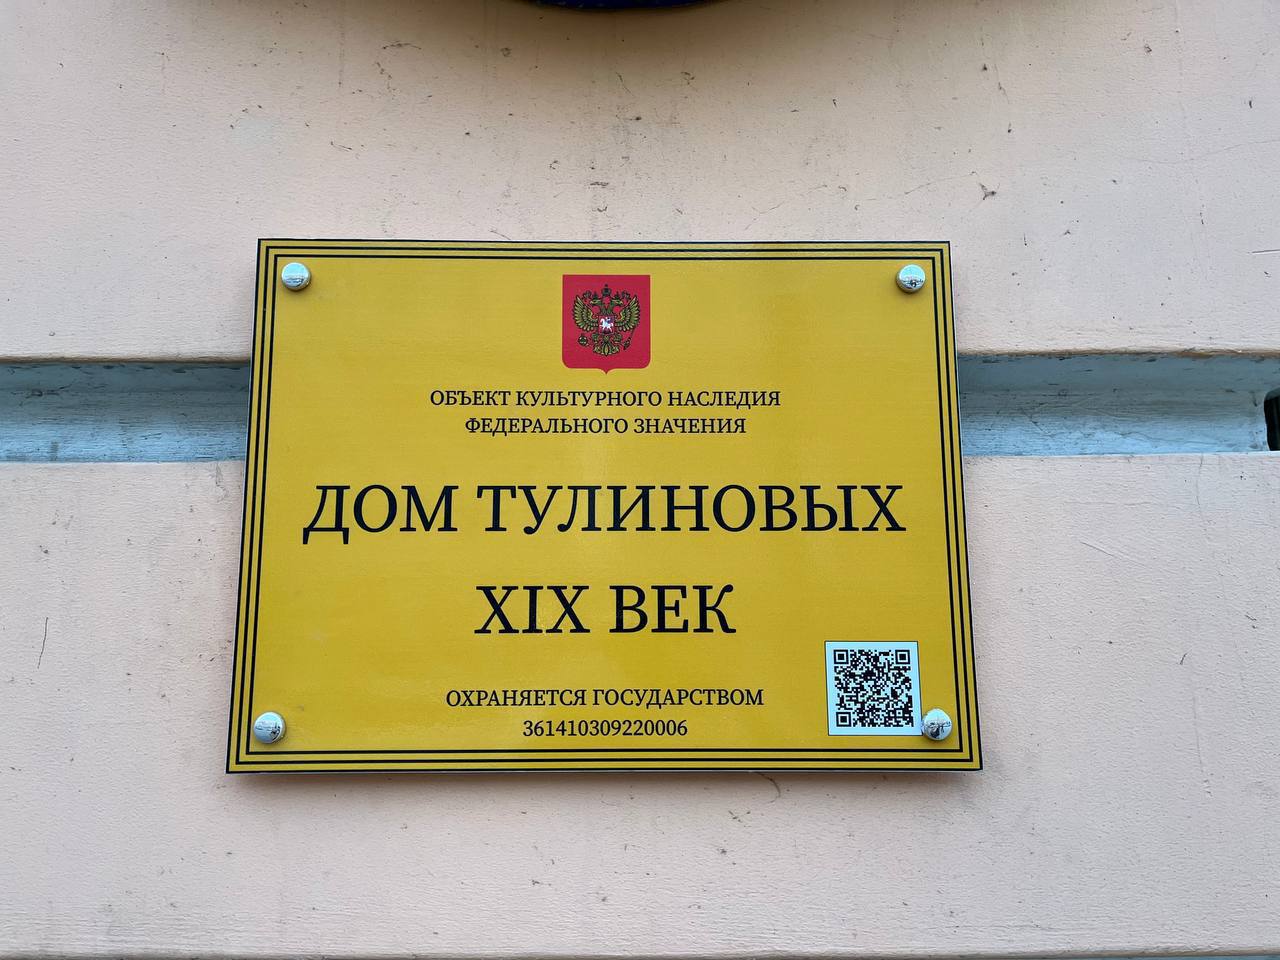 ОБЪЕКТ КУЛЬТУРНОГО НАСЛЕДИЯ
ФЕДЕРАЛЬНОГО ЗНАЧЕНИЯ
ДОМ ТУЛИНОВЫХ
XIX ВЕК
ОХРАНЯЕТСЯ ГОСУДАРСТВОМ
361410309220006